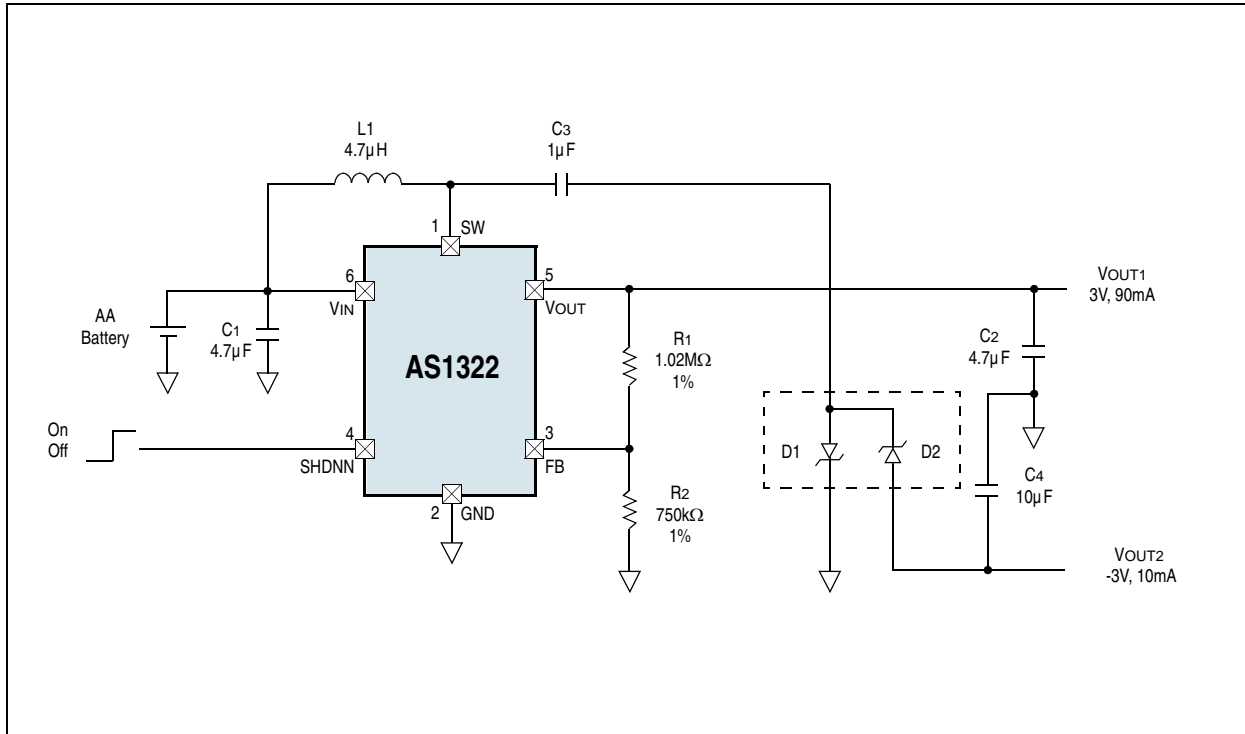 L1
4.7µH
C3
1µF
1 SW
6
VIN
5
VOUT
VOUT1
3V, 90mA
AA
Battery
C1
4.7µF
AS1322
R1
1.02MΩ
1%
C2
4.7µF
On
Off
4
SHDNN
3
FB
D1
D2
R2
750kΩ
1%
C4
10µF
2 GND
VOUT2
-3V, 10mA